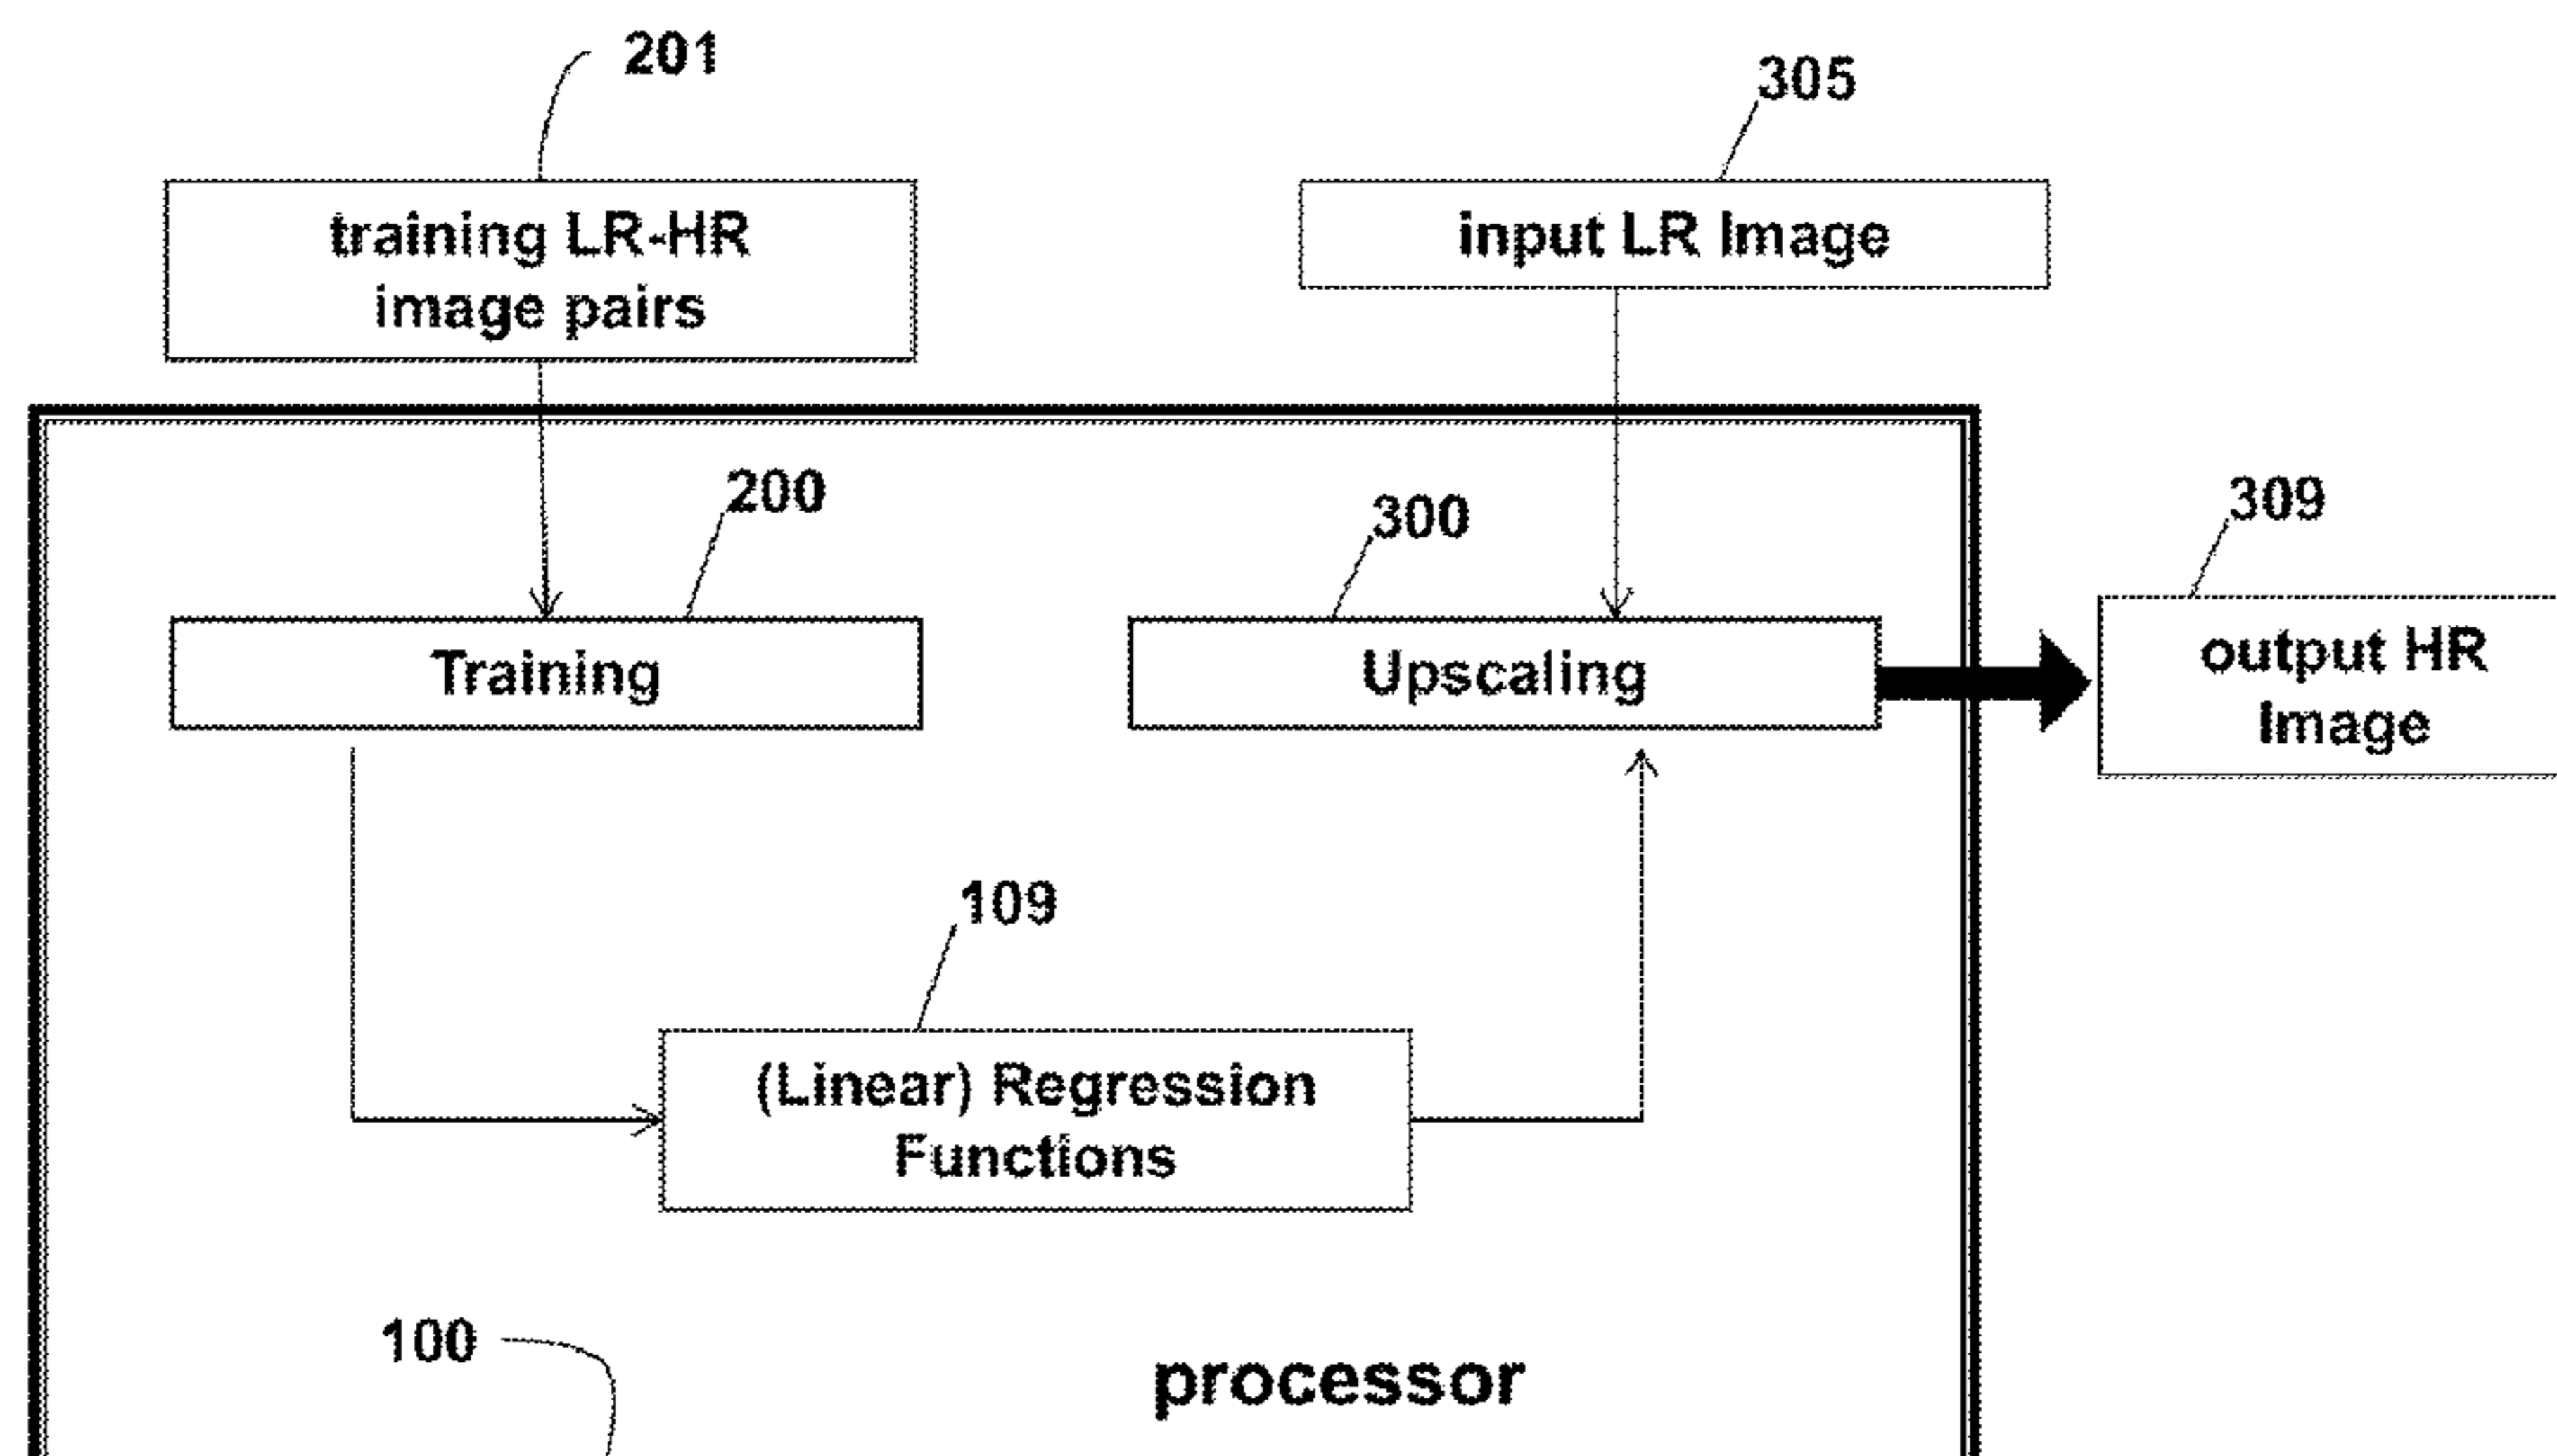 201
305
training LR-HR
image pairs
input LR Image
200
300
309
Training
Upscaling
output HR
Image
109
(Linear) Regression
Functions
100
processor